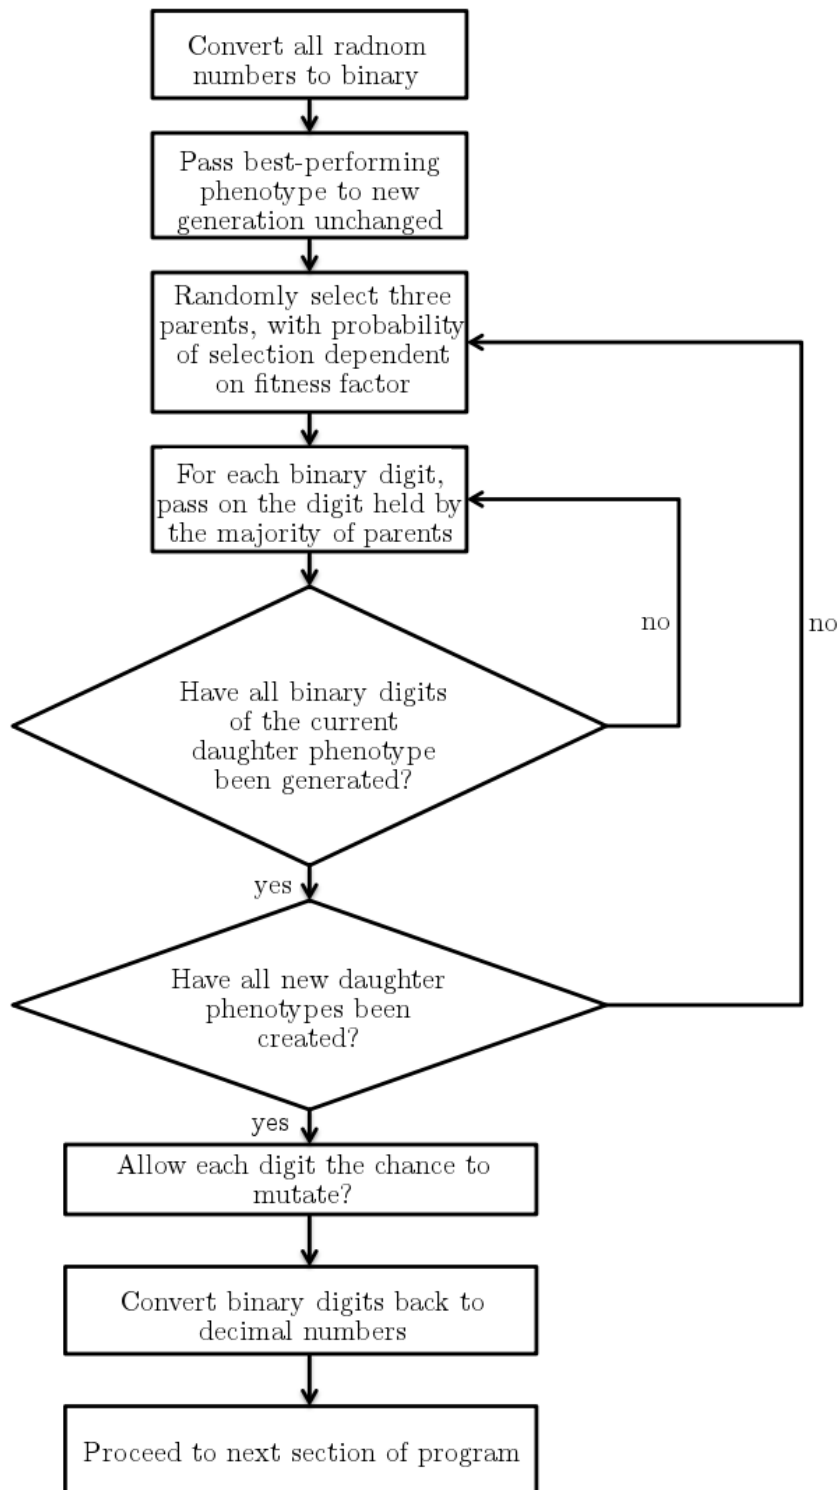 Convert all radnom
numbers to binary
Pass best-performing
phenotype to new
generation unchanged
Randomly select three
parents, with probability
of selection dependent
on fitness factor
For each binary digit,
pass on the digit held by
the majority of parents
no
no
Have all binary digits
of the current
daughter phenotype
been generated?
yes
Have all new daughter
phenotypes been
created?
yes
Allow each digit the chance to
mutate?
Convert binary digits back to
decimal numbers
Proceed to next section of program